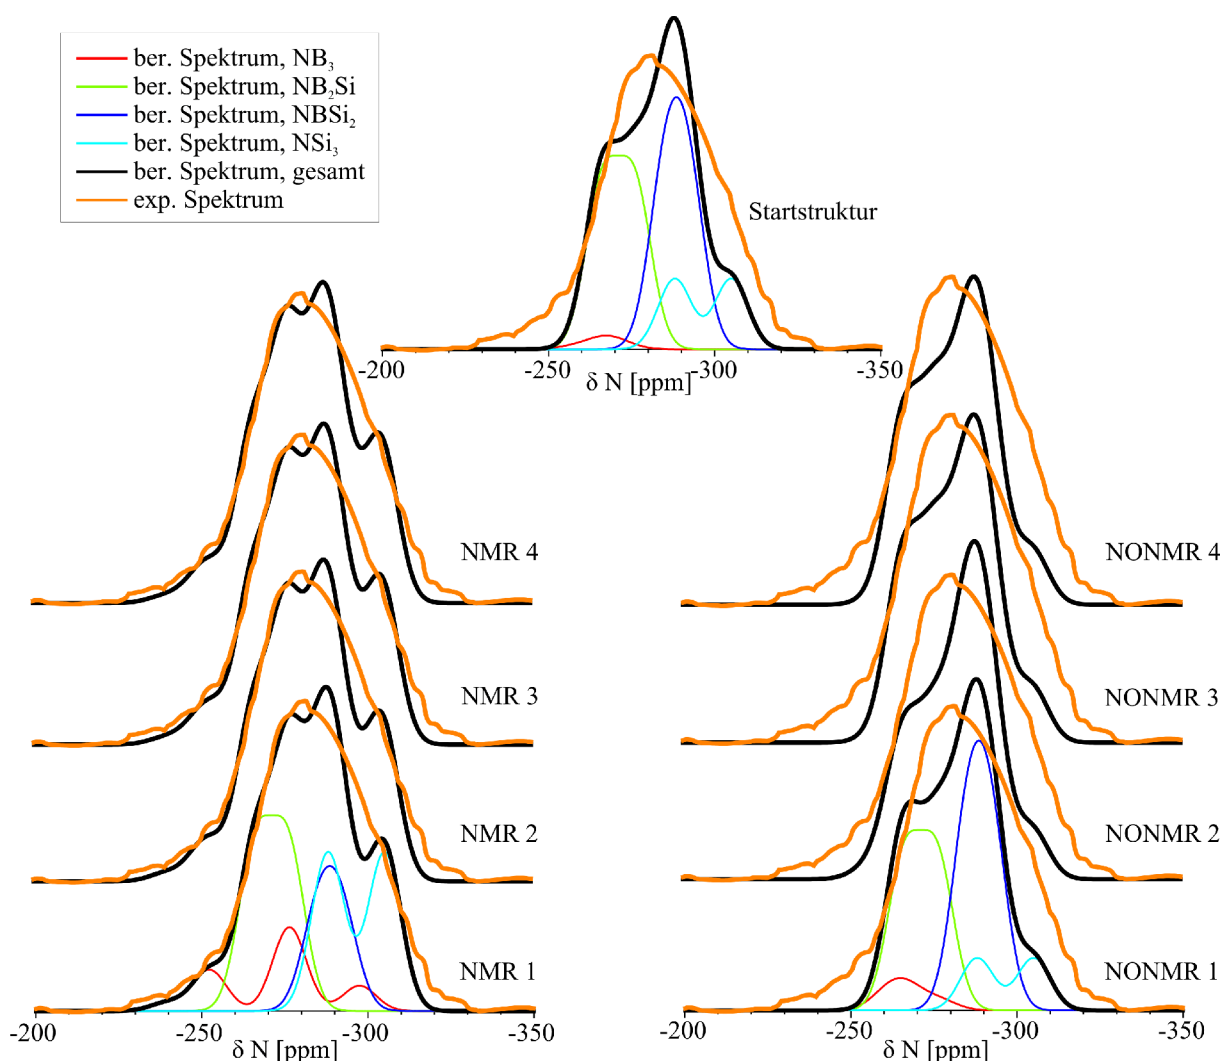 ber. Spektrum, NB₃
ber. Spektrum, NB₂Si
ber. Spektrum, NBSi₂
ber. Spektrum, NSi₃
ber. Spektrum, gesamt
exp. Spektrum
Startstruktur
-200 -250 -300 -350
δ N [ppm]
NMR 4
NMR 3
NMR 2
NMR 1
-200 -250 -300 -350
δ N [ppm]
NONMR 4
NONMR 3
NONMR 2
NONMR 1
-200 -250 -300 -350
δ N [ppm]